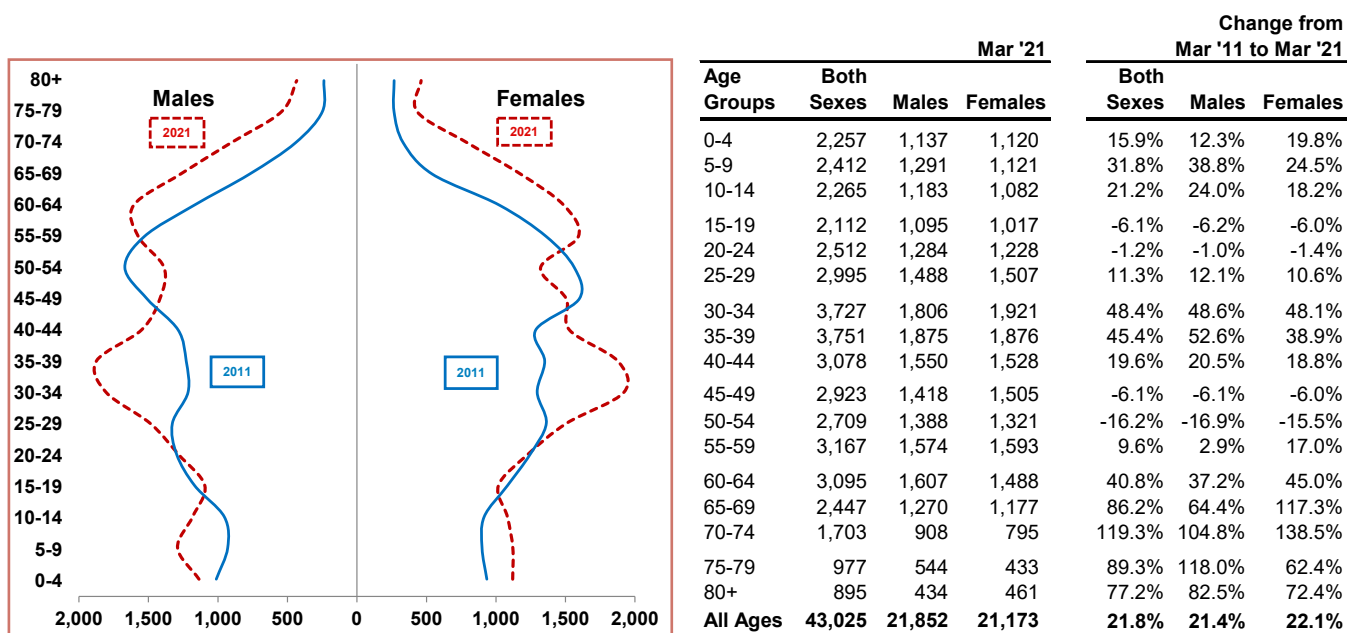 80+
75-79
70-74
65-69
60-64
55-59
50-54
45-49
40-44
35-39
30-34
25-29
20-24
15-19
10-14
5-9
0-4
Males
Females
2021
2021
2011
2011
2,000 1,500 1,000 500 0 500 1,000 1,500 2,000
Change from
Mar '21 Mar '11 to Mar '21
Age Both Both
Groups Sexes Males Females Sexes Males Females
0-4 2,257 1,137 1,120 15.9% 12.3% 19.8%
5-9 2,412 1,291 1,121 31.8% 38.8% 24.5%
10-14 2,265 1,183 1,082 21.2% 24.0% 18.2%
15-19 2,112 1,095 1,017 -6.1% -6.2% -6.0%
20-24 2,512 1,284 1,228 -1.2% -1.0% -1.4%
25-29 2,995 1,488 1,507 11.3% 12.1% 10.6%
30-34 3,727 1,806 1,921 48.4% 48.6% 48.1%
35-39 3,751 1,875 1,876 45.4% 52.6% 38.9%
40-44 3,078 1,550 1,528 19.6% 20.5% 18.8%
45-49 2,923 1,418 1,505 -6.1% -6.1% -6.0%
50-54 2,709 1,388 1,321 -16.2% -16.9% -15.5%
55-59 3,167 1,574 1,593 9.6% 2.9% 17.0%
60-64 3,095 1,607 1,488 40.8% 37.2% 45.0%
65-69 2,447 1,270 1,177 86.2% 64.4% 117.3%
70-74 1,703 908 795 119.3% 104.8% 138.5%
75-79 977 544 433 89.3% 118.0% 62.4%
80+ 895 434 461 77.2% 82.5% 72.4%
All Ages 43,025 21,852 21,173 21.8% 21.4% 22.1%